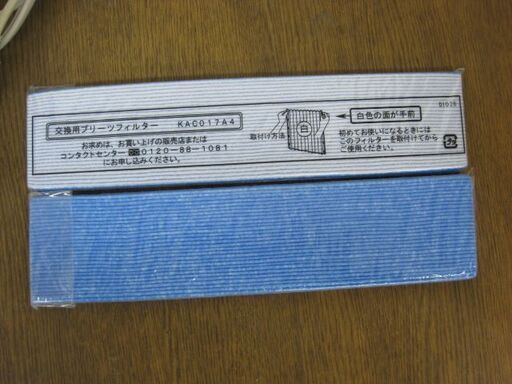 01026
交換用プリーツフィルター KAC017A4
お求めは、お買い上げの販売店または
コンタクトセンター 0120-88-1081
にお申し込みください。
取付け方法
白
白色の面が手前
初めてお使いになるときには
このフィルターを取付けてから
ご使用ください。
プラ